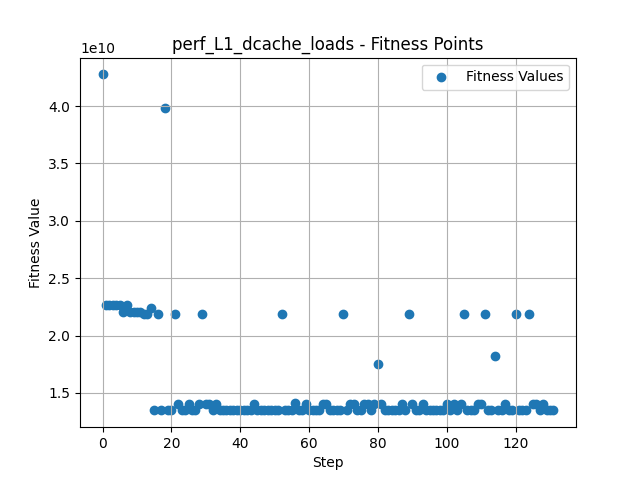 perf_L1_dcache_loads - Fitness Points
1e10
Fitness Values
4.0
3.5
3.0
2.5
2.0
1.5
Fitness Value
0 20 40 60 80 100 120
Step